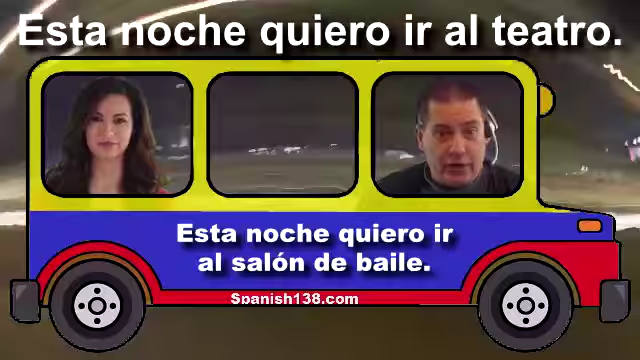 Esta noche quiero ir al teatro.
Esta noche quiero ir
al salón de baile.
Spanish138.com